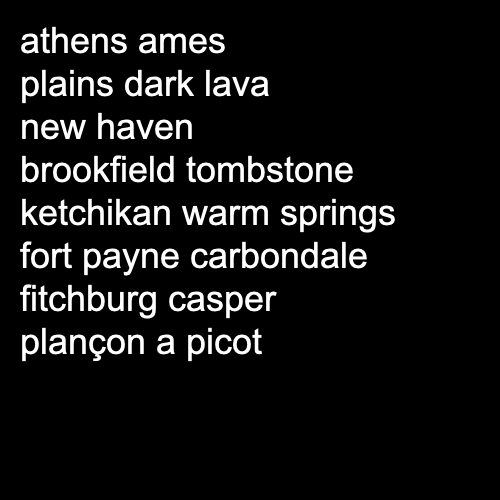 athens ames
plains dark lava
new haven
brookfield tombstone
ketchikan warm springs
fort payne carbondale
fitchburg casper
plançon a picot